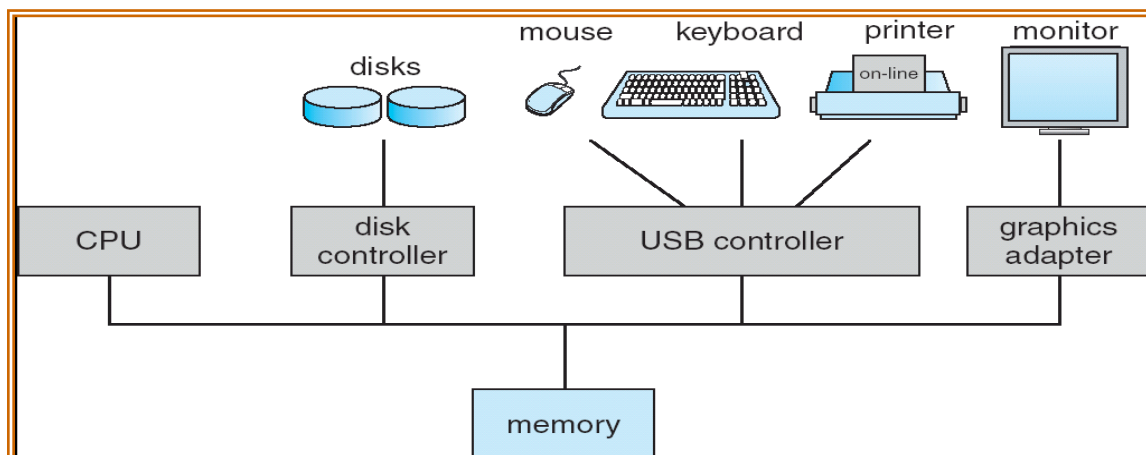 mouse
keyboard
printer
monitor
disks
on-line
CPU
disk
controller
USB controller
graphics
adapter
memory